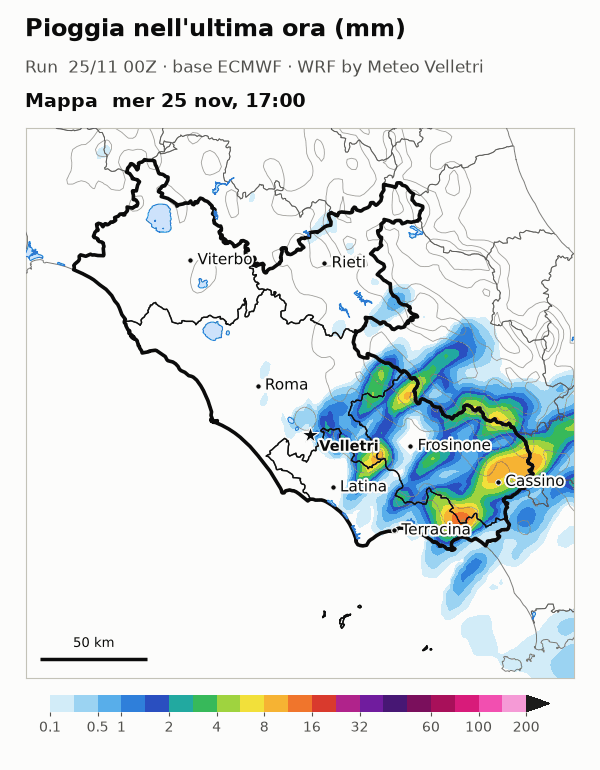 Pioggia nell'ultima ora (mm)
Run  25/11 00Z · base ECMWF · WRF by Meteo Velletri
Mappa  mer 25 nov, 17:00
Viterbo
Rieti
Roma
Velletri
Frosinone
Latina
Cassino
Terracina
50 km
0.1 0.5 1 2 4 8 16 32 60 100 200